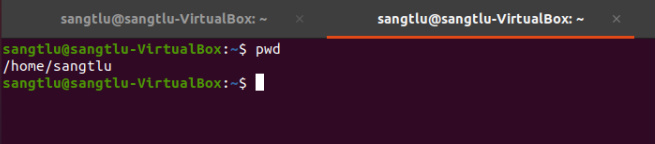 sangtlu@sangtlu-VirtualBox: ~ × sangtlu@sangtlu-VirtualBox: ~ ×
sangtlu@sangtlu-VirtualBox:~$ pwd
/home/sangtlu
sangtlu@sangtlu-VirtualBox:~$